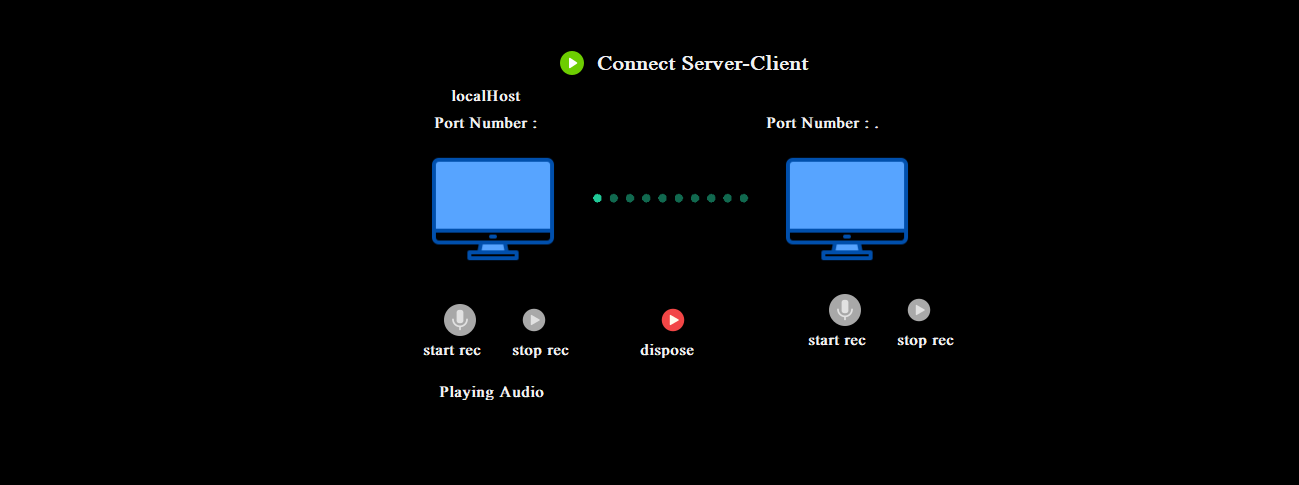 Connect Server-Client
localHost
Port Number :
Port Number : .
start rec
stop rec
dispose
start rec
stop rec
Playing Audio